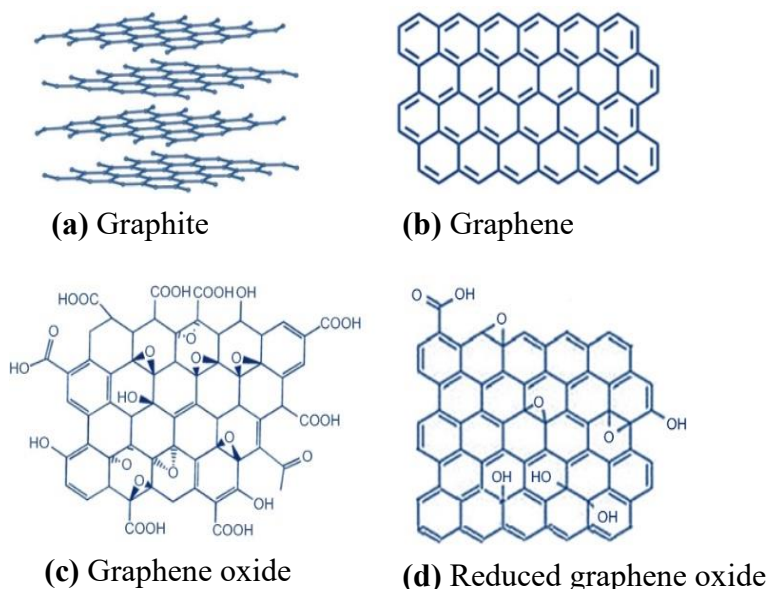 (a) Graphite
(b) Graphene
HOOC
COOH
COOH
OH
COOH
O
HO
O
O
O
O
HO
COOH
HO
O
O
O
O
O
OH
COOH
COOH
(c) Graphene oxide
O
OH
O
O
O
OH
OH
HO
OH
(d) Reduced graphene oxide